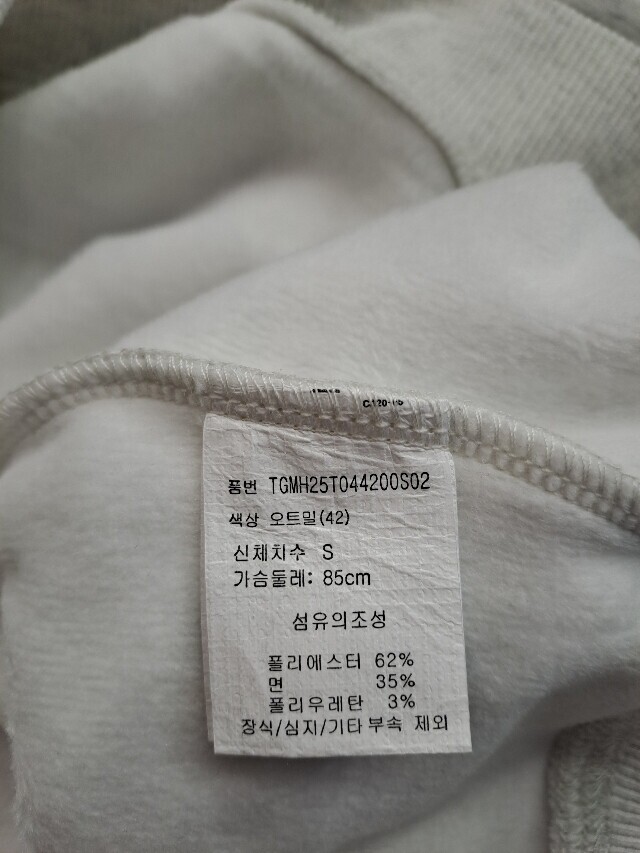 품번 TGMH25T044200S02
색상 오트밀(42)
신체치수 S
가슴둘레: 85cm
섬유의조성
폴리에스터 62%
면 35%
폴리우레탄 3%
장식/심지/기타 부속 제외